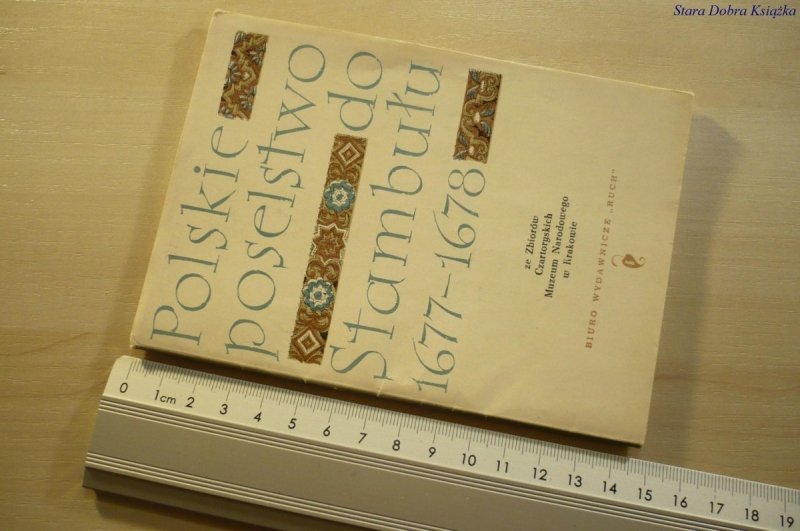 Stara Dobra Książka
Polskie
poselstwo
do
Stambułu
1677–1678
ze Zbiorów
Czartoryskich
Muzeum Narodowego
w Krakowie
BIURO WYDAWNICZE „RUCH"
0 1cm 2 3 4 5 6 7 8 9 10 11 12 13 14 15 16 17 18 19